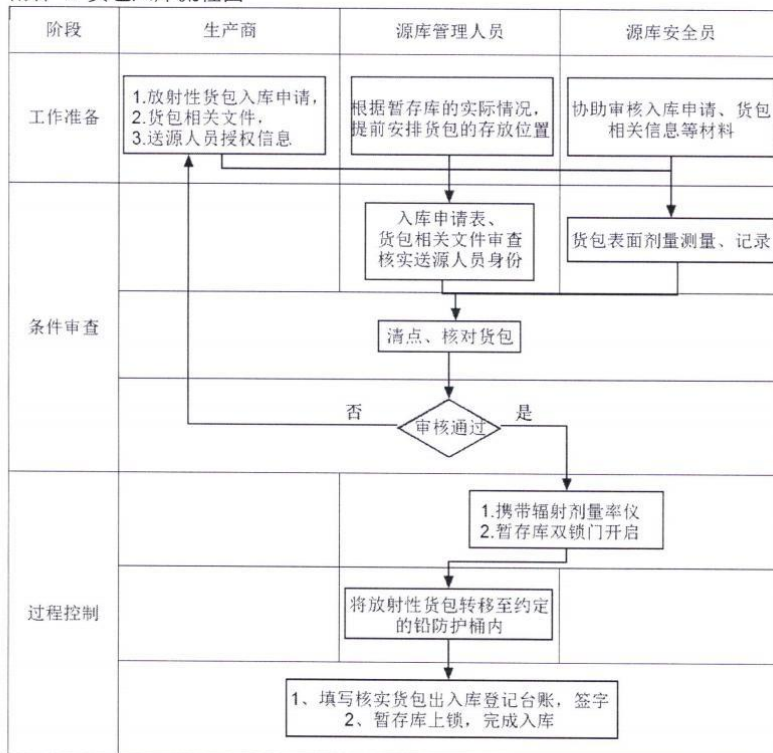 阶段
生产商
源库管理人员
源库安全员
工作准备
1.放射性货包入库申请,
2.货包相关文件,
3.送源人员授权信息
根据暂存库的实际情况,
提前安排货包的存放位置
协助审核入库申请、货包
相关信息等材料
条件审查
入库申请表、
货包相关文件审查
核实送源人员身份
货包表面剂量测量、记录
清点、核对货包
否
审核通过
是
过程控制
1.携带辐射剂量率仪
2.暂存库双锁门开启
将放射性货包转移至约定
的铅防护桶内
1、填写核实货包出入库登记台账，签字
2、暂存库上锁，完成入库